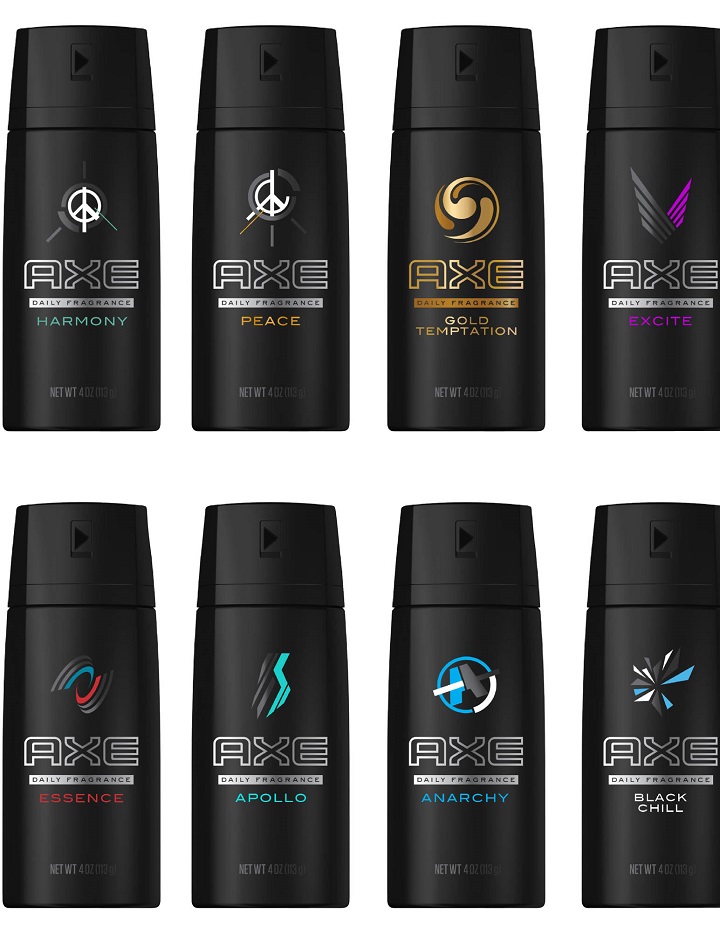 AXE
DAILY FRAGRANCE
HARMONY
NET WT 4 OZ (113 g)
AXE
DAILY FRAGRANCE
PEACE
NET WT 4 OZ (113 g)
AXE
DAILY FRAGRANCE
GOLD
TEMPTATION
NET WT 4 OZ (113 g)
AXE
DAILY FRAGRANCE
EXCITE
NET WT 4 OZ (113 g)
AXE
DAILY FRAGRANCE
ESSENCE
NET WT 4 OZ (113 g)
AXE
DAILY FRAGRANCE
APOLLO
NET WT 4 OZ (113 g)
AXE
DAILY FRAGRANCE
ANARCHY
NET WT 4 OZ (113 g)
AXE
DAILY FRAGRANCE
BLACK
CHILL
NET WT 4 OZ (113 g)